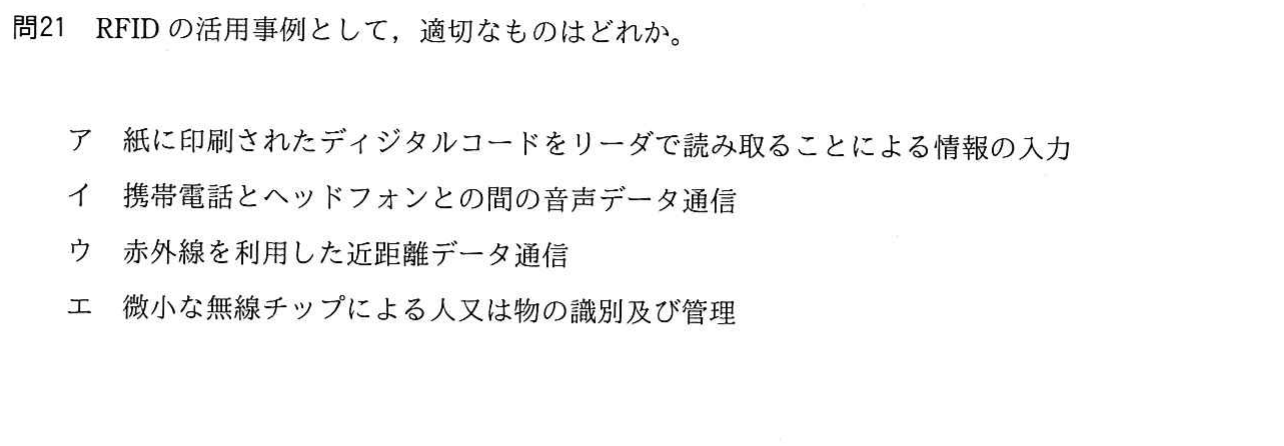 問21 RFID の活用事例として，適切なものはどれか。
ア 紙に印刷されたディジタルコードをリーダで読み取ることによる情報の入力
イ 携帯電話とヘッドフォンとの間の音声データ通信
ウ 赤外線を利用した近距離データ通信
エ 微小な無線チップによる人又は物の識別及び管理